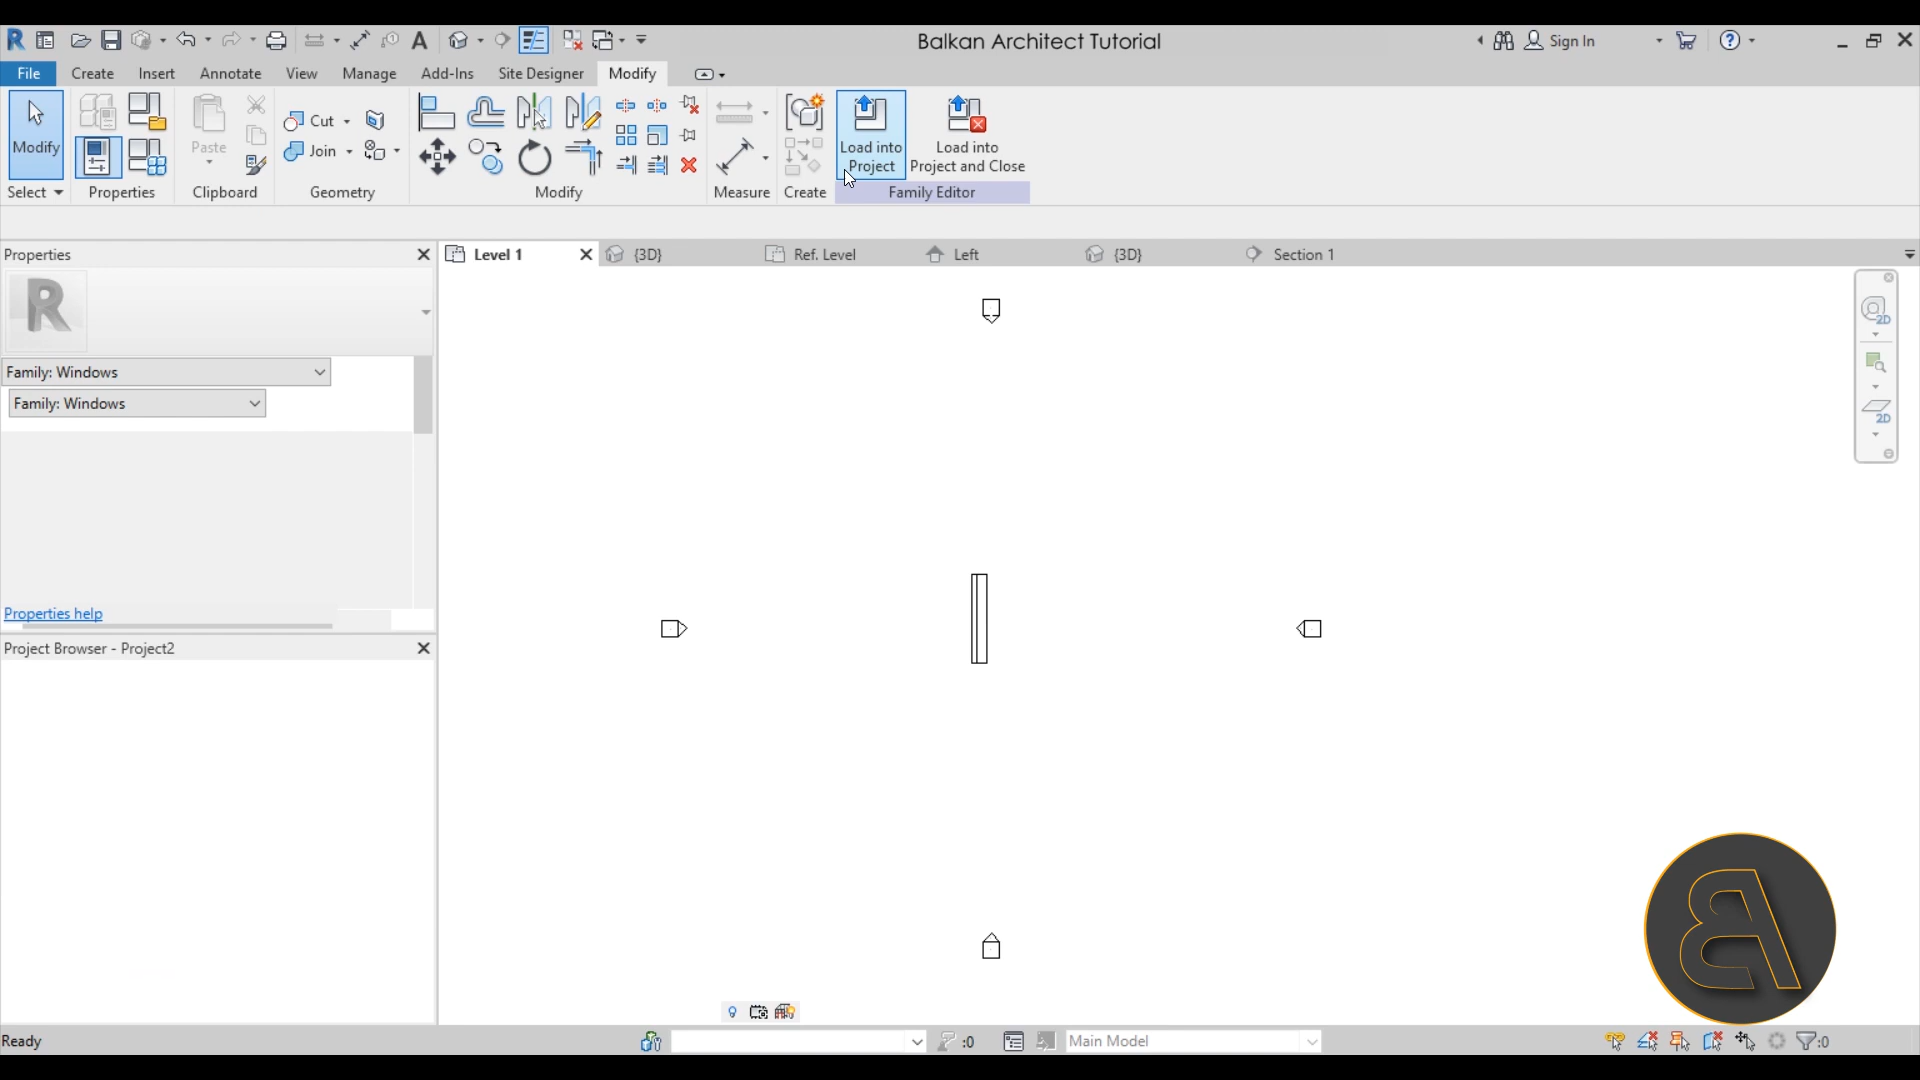 Balkan Architect Tutorial
Sign In
File Create Insert Annotate View Manage Add-Ins Site Designer Modify
Modify
Paste
Cut
Join
Load into Project
Load into Project and Close
Select Properties Clipboard Geometry Modify Measure Create Family Editor
Properties
Level 1 {3D} Ref. Level Left {3D} Section 1
Family: Windows
Family: Windows
2D
2D
Properties help
Project Browser - Project2
Ready
:0
Main Model
:0